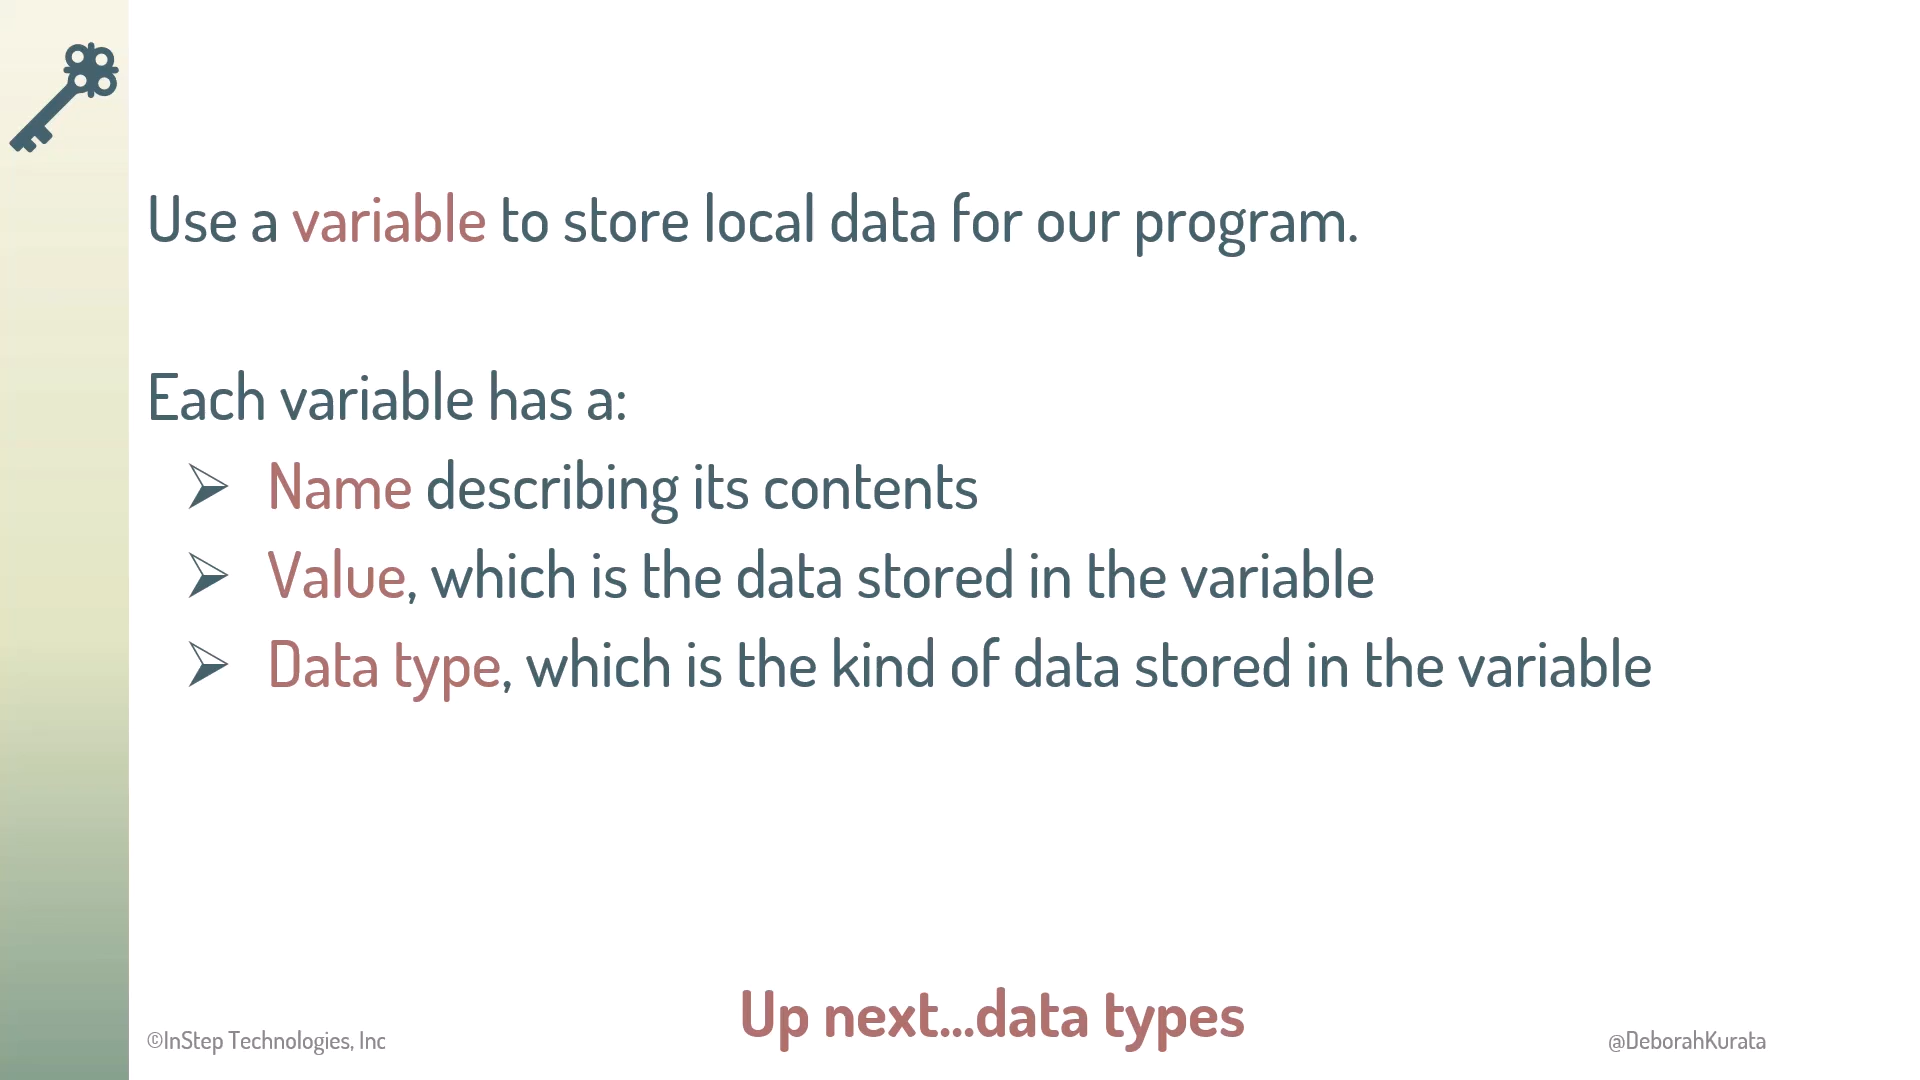 Use a variable to store local data for our program.
Each variable has a:
➢ Name describing its contents
➢ Value, which is the data stored in the variable
➢ Data type, which is the kind of data stored in the variable
Up next...data types
©InStep Technologies, Inc
@DeborahKurata